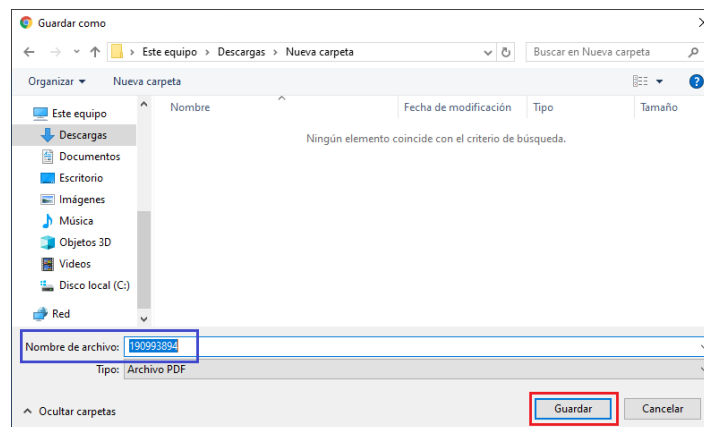 Guardar como
Este equipo > Descargas > Nueva carpeta
Buscar en Nueva carpeta
Organizar
Nueva carpeta
?
Nombre
Fecha de modificación
Tipo
Tamaño
Este equipo
Descargas
Documentos
Escritorio
Imágenes
Música
Objetos 3D
Videos
Disco local (C:)
Red
Ningún elemento coincide con el criterio de búsqueda.
Nombre de archivo: 190993894
Tipo: Archivo PDF
Ocultar carpetas
Guardar
Cancelar